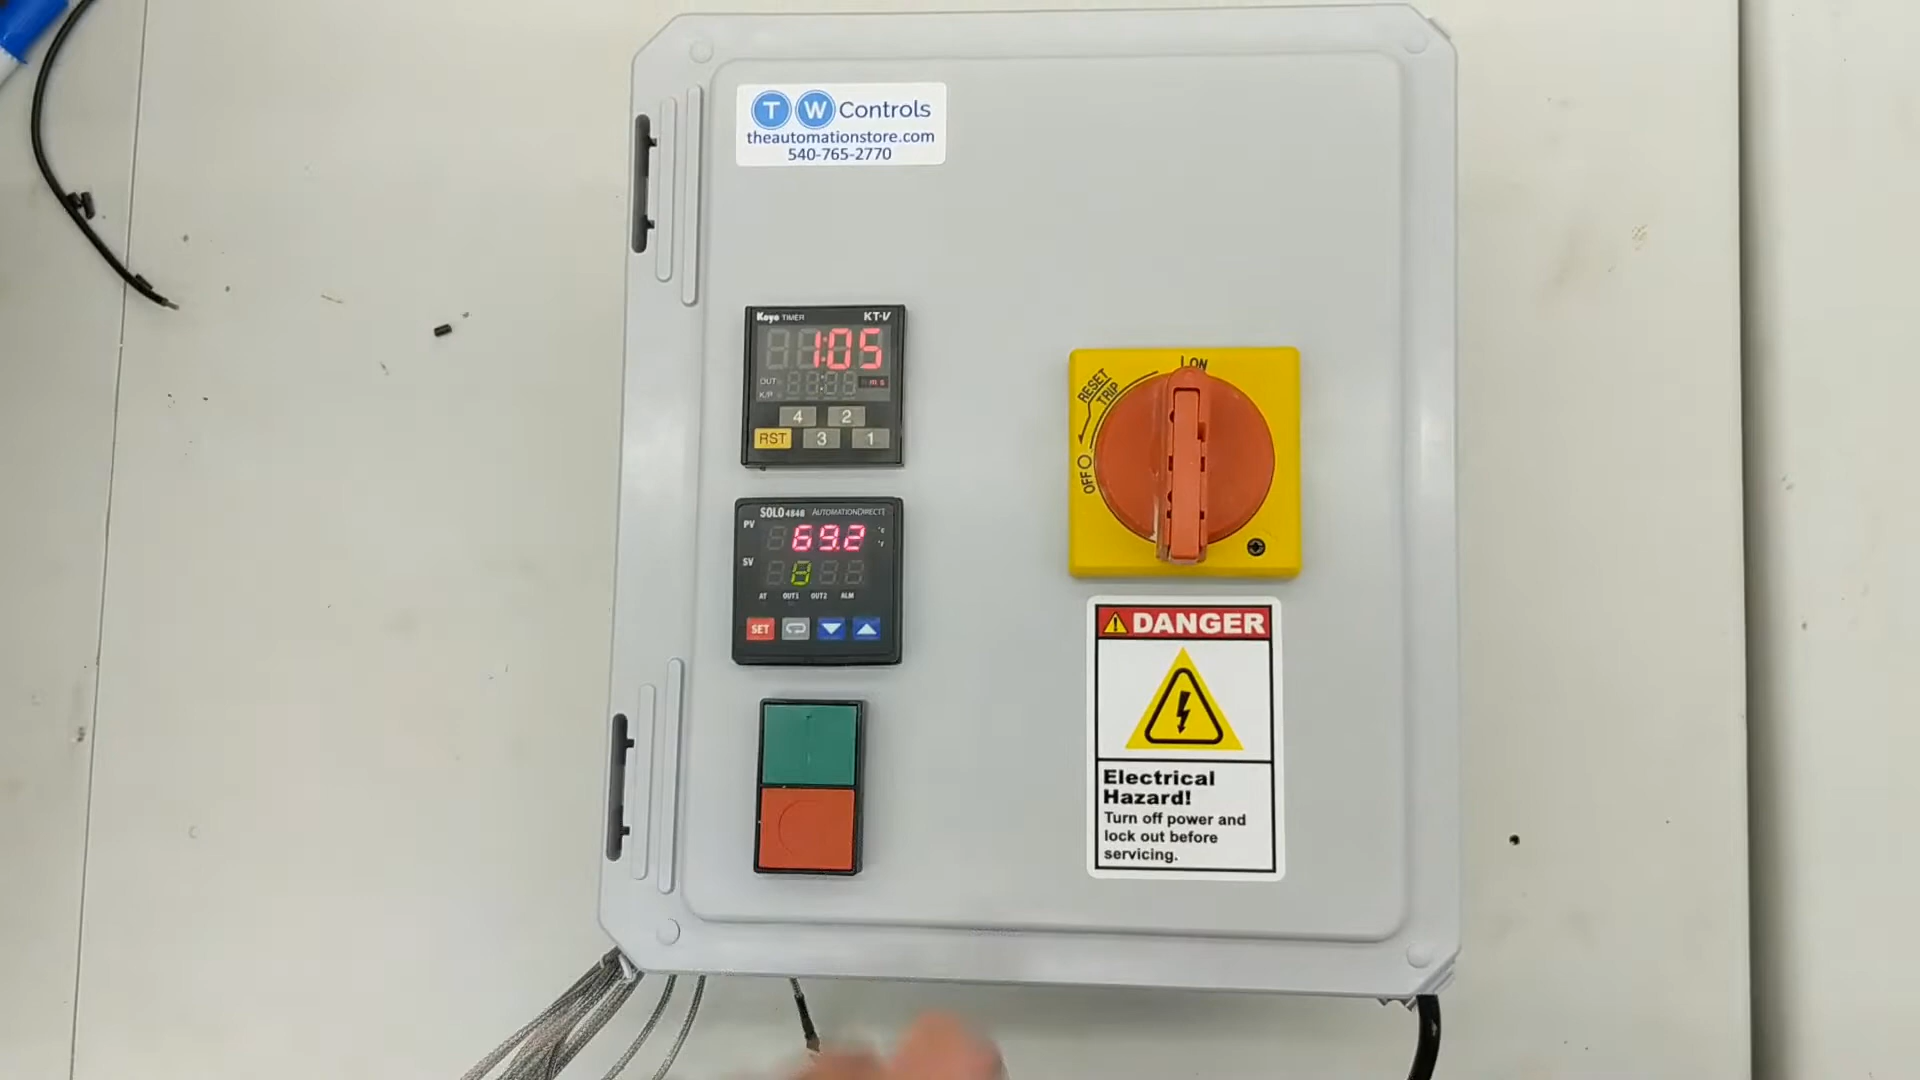 T W Controls
theautomationstore.com
540-765-2770
Koyo TIMER KT-V
1:05
OUT
K/P
4 2
RST 3 1
I ON
RESET
TRIP
OFF
SOLO 4848 AUTOMATIONDIRECT
PV
69.2
°C
°F
SV
AT OUT1 OUT2 ALM
SET
DANGER
Electrical
Hazard!
Turn off power and
lock out before
servicing.